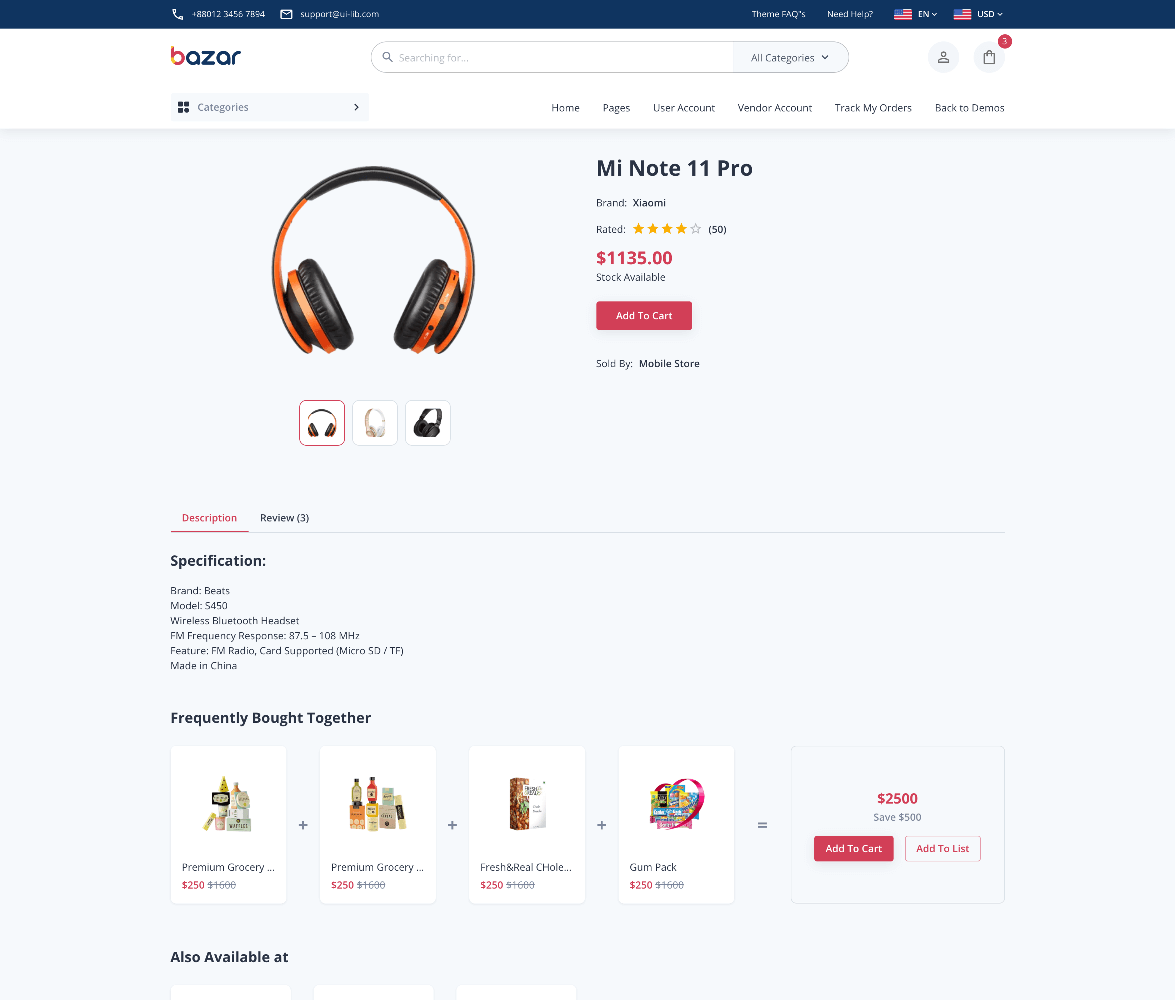 +88012 3456 7894 support@ui-lib.com Theme FAQ"s Need Help? EN USD
bazar Searching for... All Categories 3
Categories Home Pages User Account Vendor Account Track My Orders Back to Demos
Mi Note 11 Pro
Brand: Xiaomi
Rated: (50)
$1135.00
Stock Available
Add To Cart
Sold By: Mobile Store
Description Review (3)
Specification:
Brand: Beats
Model: S450
Wireless Bluetooth Headset
FM Frequency Response: 87.5 – 108 MHz
Feature: FM Radio, Card Supported (Micro SD / TF)
Made in China
Frequently Bought Together
+ + + =
Premium Grocery ... Premium Grocery ... Fresh&Real CHole... Gum Pack
$250 $1600 $250 $1600 $250 $1600 $250 $1600
$2500
Save $500
Add To Cart Add To List
Also Available at